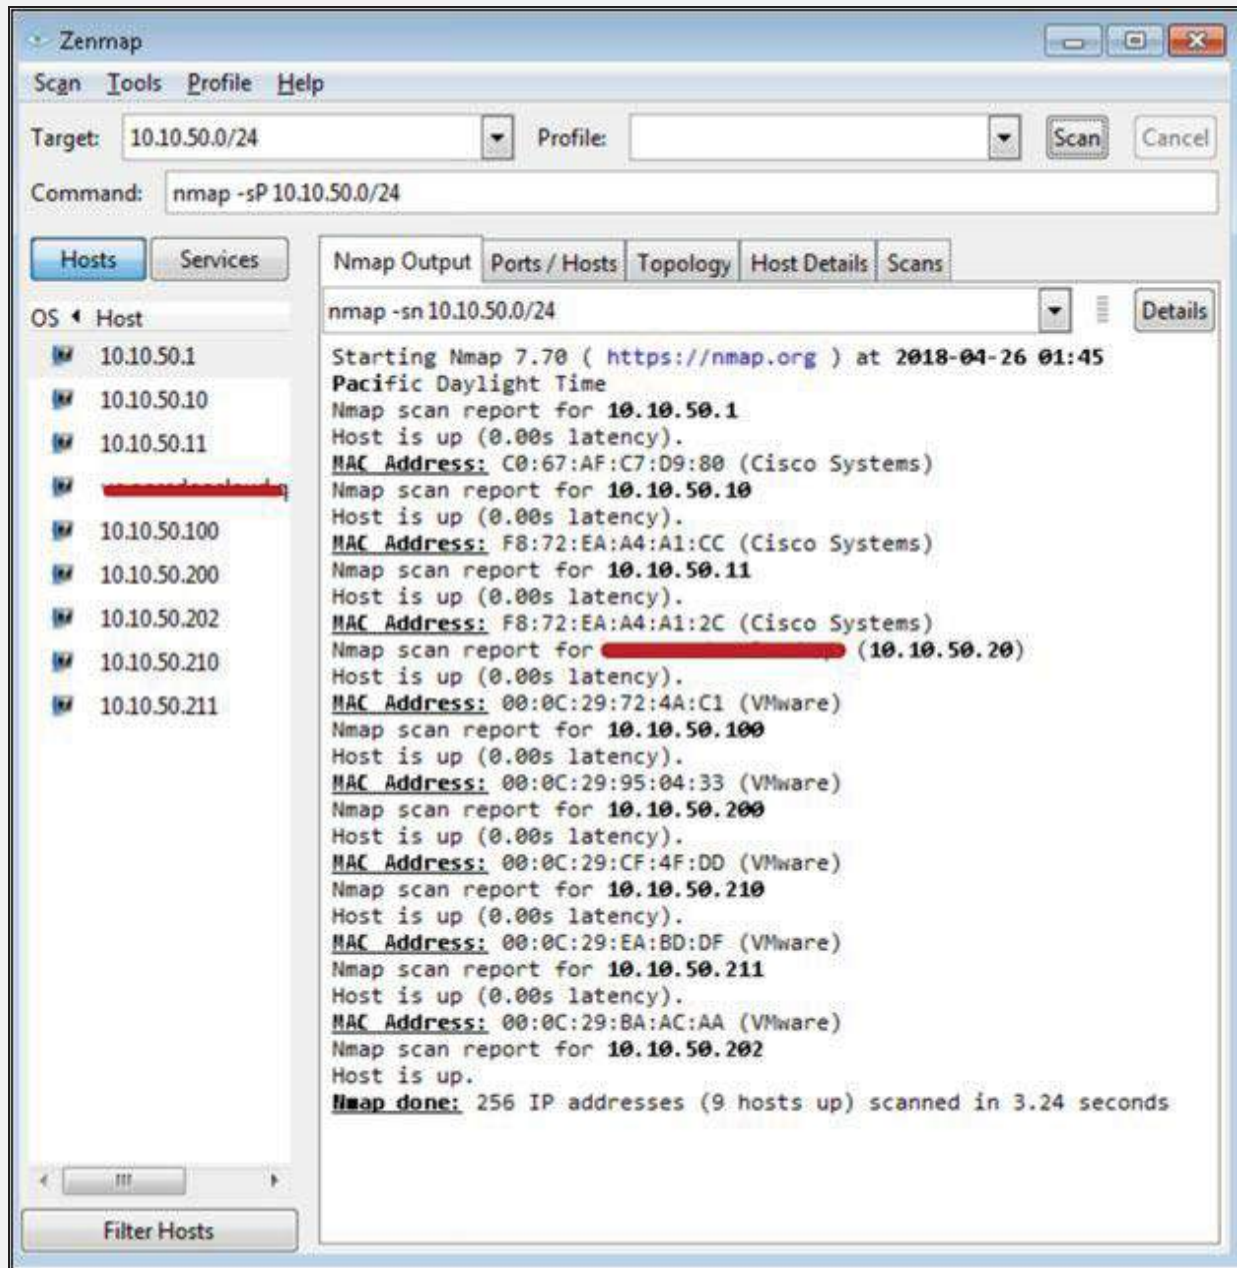 Zenmap
Scan Tools Profile Help
Target: 10.10.50.0/24 Profile: Scan Cancel
Command: nmap -sP 10.10.50.0/24
Hosts Services
Nmap Output Ports / Hosts Topology Host Details Scans
OS Host
10.10.50.1
10.10.50.10
10.10.50.11
10.10.50.100
10.10.50.200
10.10.50.202
10.10.50.210
10.10.50.211
Filter Hosts
nmap -sn 10.10.50.0/24 Details
Starting Nmap 7.70 ( https://nmap.org ) at 2018-04-26 01:45
Pacific Daylight Time
Nmap scan report for 10.10.50.1
Host is up (0.00s latency).
MAC Address: C0:67:AF:C7:D9:80 (Cisco Systems)
Nmap scan report for 10.10.50.10
Host is up (0.00s latency).
MAC Address: F8:72:EA:A4:A1:CC (Cisco Systems)
Nmap scan report for 10.10.50.11
Host is up (0.00s latency).
MAC Address: F8:72:EA:A4:A1:2C (Cisco Systems)
Nmap scan report for (10.10.50.20)
Host is up (0.00s latency).
MAC Address: 00:0C:29:72:4A:C1 (VMware)
Nmap scan report for 10.10.50.100
Host is up (0.00s latency).
MAC Address: 00:0C:29:95:04:33 (VMware)
Nmap scan report for 10.10.50.200
Host is up (0.00s latency).
MAC Address: 00:0C:29:CF:4F:DD (VMware)
Nmap scan report for 10.10.50.210
Host is up (0.00s latency).
MAC Address: 00:0C:29:EA:BD:DF (VMware)
Nmap scan report for 10.10.50.211
Host is up (0.00s latency).
MAC Address: 00:0C:29:BA:AC:AA (VMware)
Nmap scan report for 10.10.50.202
Host is up.
Nmap done: 256 IP addresses (9 hosts up) scanned in 3.24 seconds